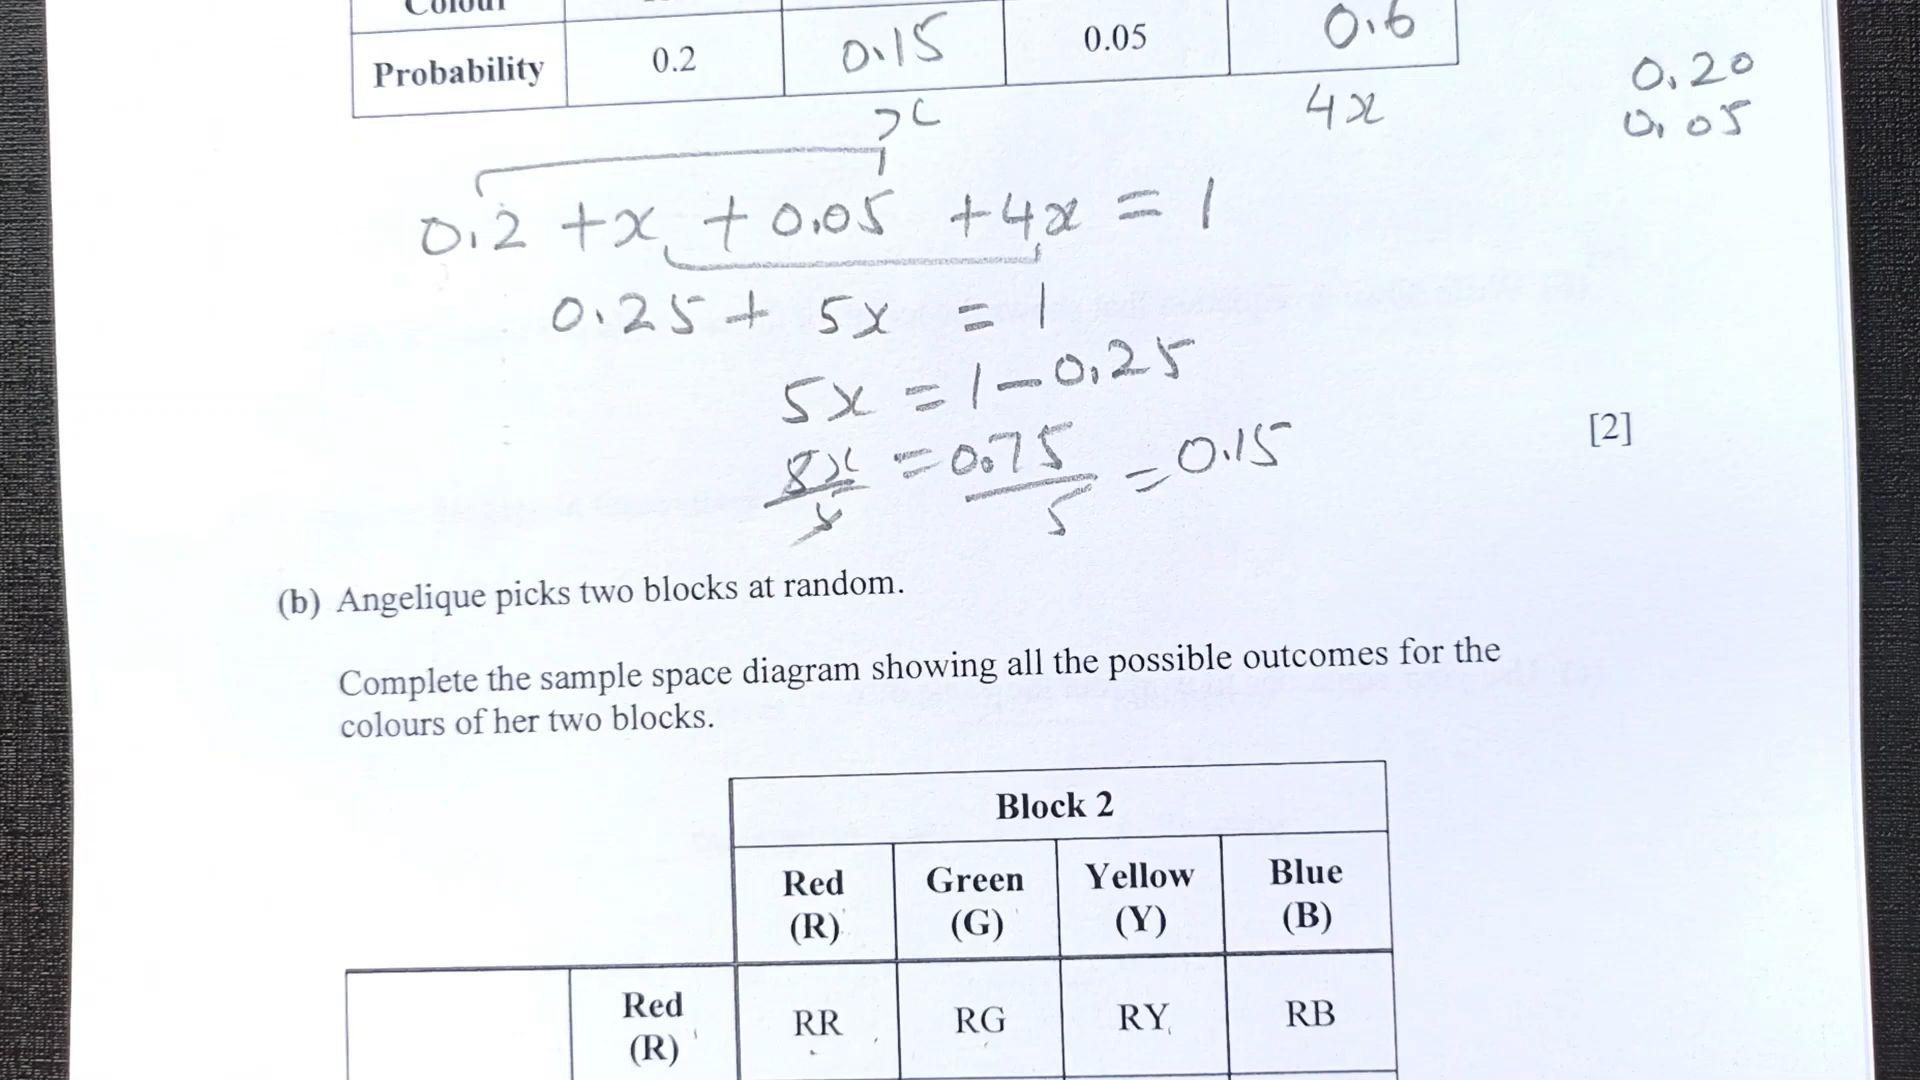 Colour
Probability 0.2 0.15 0.05 0.6
x 4x
0.20
0.05
0.2 + x + 0.05 + 4x = 1
0.25 + 5x = 1
5x = 1 - 0.25
5x/5 = 0.75/5 = 0.15
[2]
(b) Angelique picks two blocks at random.
Complete the sample space diagram showing all the possible outcomes for the
colours of her two blocks.
Block 2
Red Green Yellow Blue
(R) (G) (Y) (B)
Red
(R) RR RG RY RB